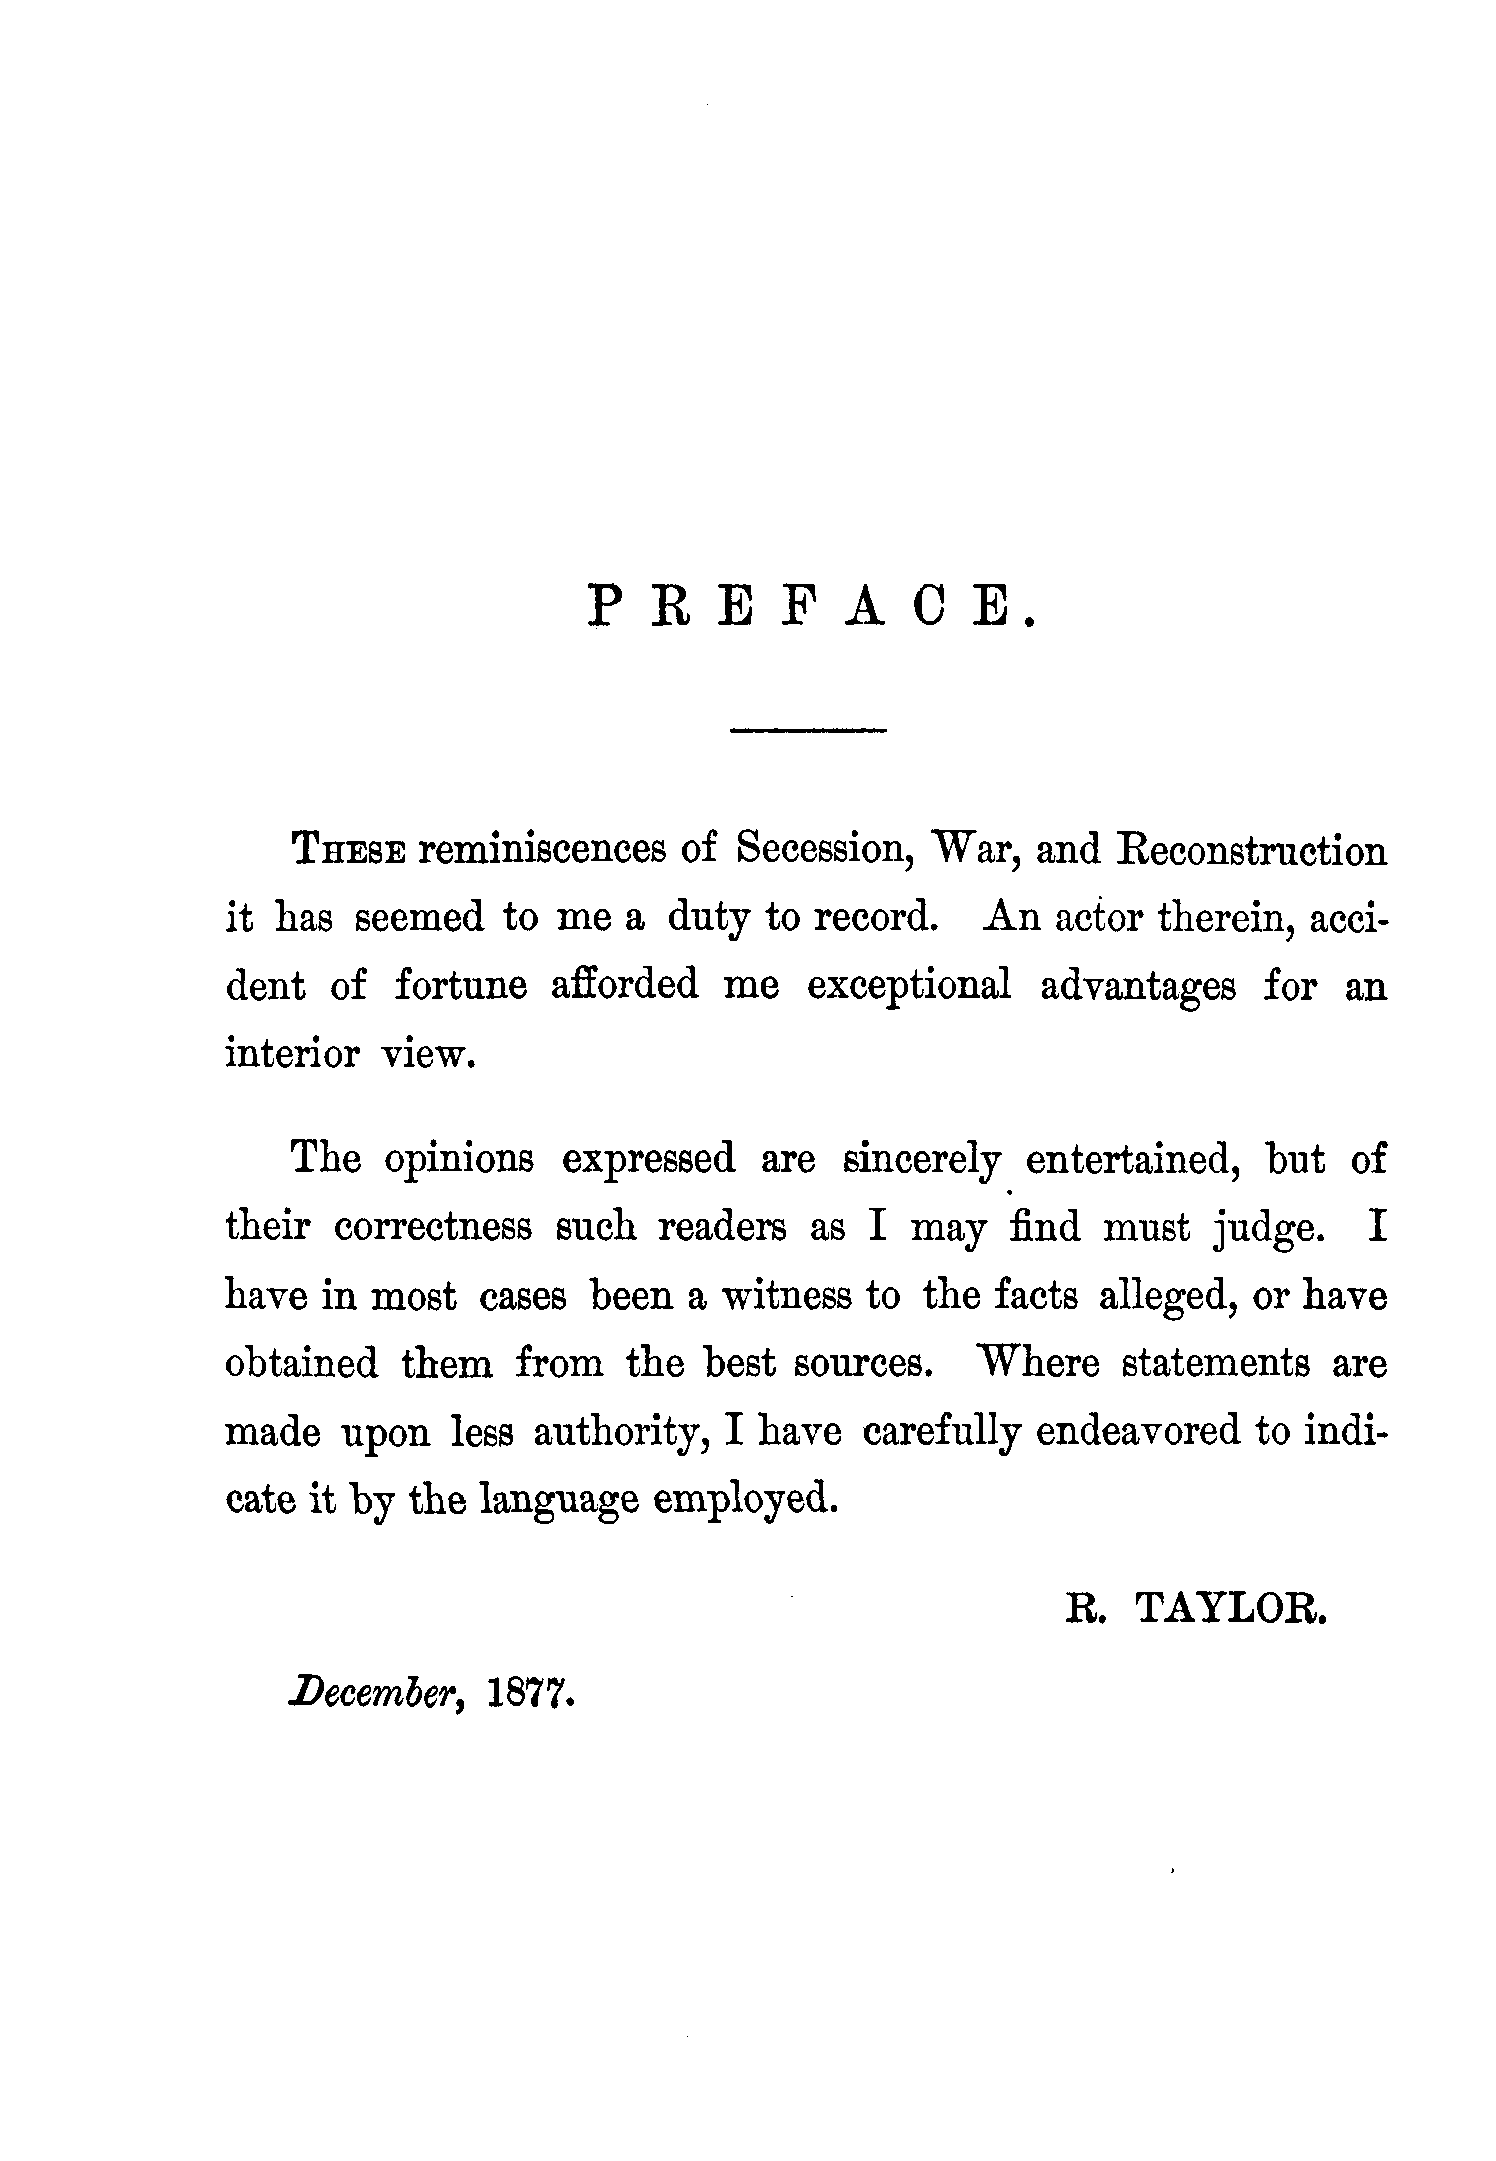 PREFACE.
THESE reminiscences of Secession, War, and Reconstruction
it has seemed to me a duty to record. An actor therein, acci-
dent of fortune afforded me exceptional advantages for an
interior view.
The opinions expressed are sincerely entertained, but of
their correctness such readers as I may find must judge. I
have in most cases been a witness to the facts alleged, or have
obtained them from the best sources. Where statements are
made upon less authority, I have carefully endeavored to indi-
cate it by the language employed.
R. TAYLOR.
December, 1877.